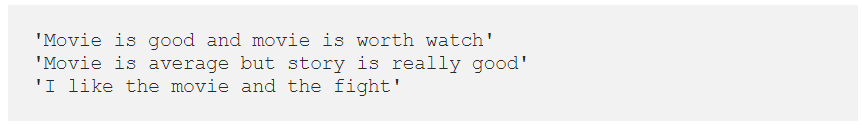 'Movie is good and movie is worth watch'
'Movie is average but story is really good'
'I like the movie and the fight'